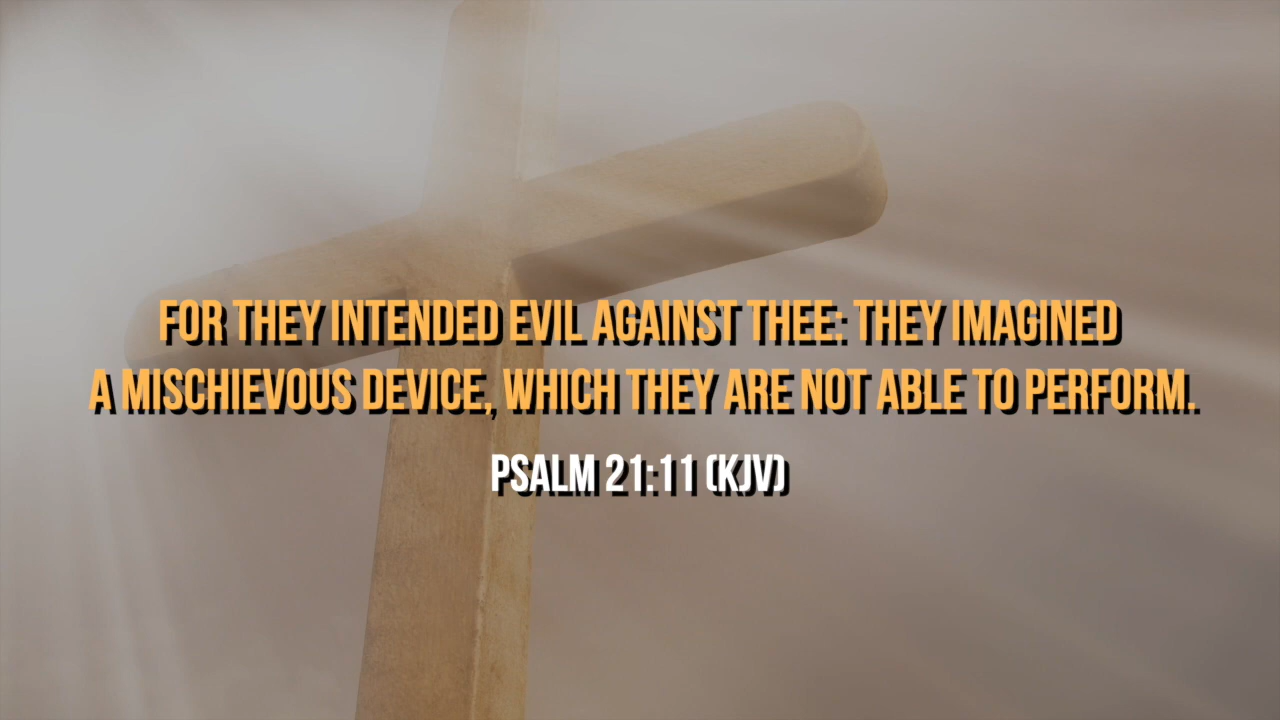 FOR THEY INTENDED EVIL AGAINST THEE: THEY IMAGINED
A MISCHIEVOUS DEVICE, WHICH THEY ARE NOT ABLE TO PERFORM.
PSALM 21:11 (KJV)